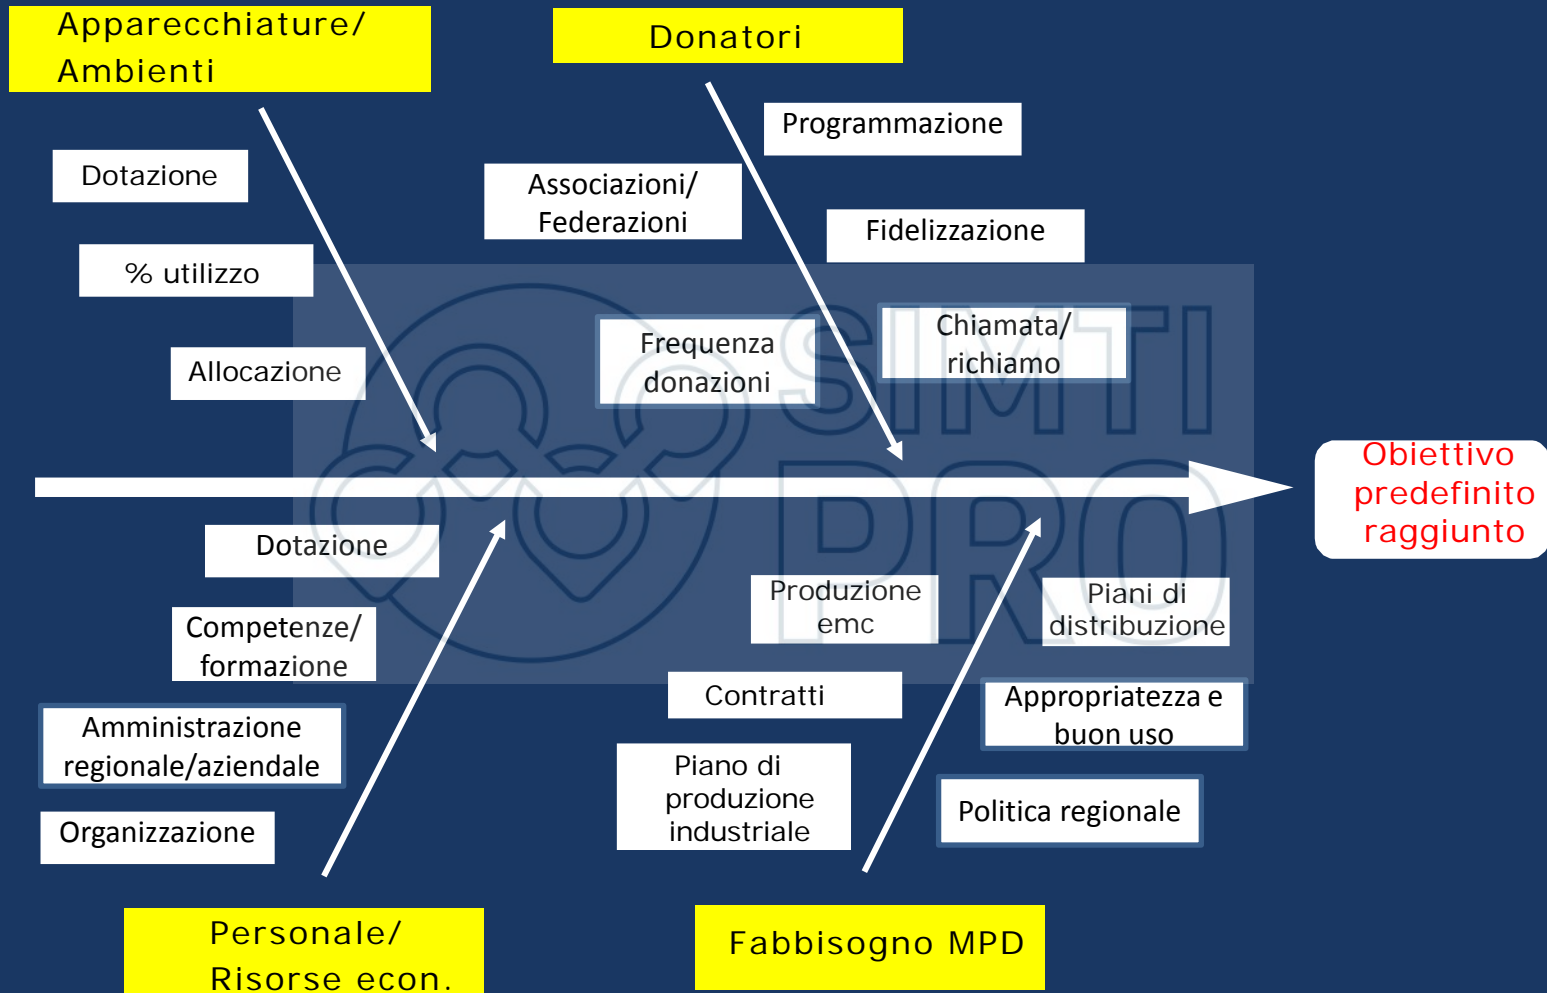 Apparecchiature/
Ambienti
Donatori
Programmazione
Dotazione
Associazioni/
Federazioni
Fidelizzazione
% utilizzo
Allocazione
Frequenza
donazioni
Chiamata/
richiamo
SIMTI
PRO
Obiettivo
predefinito
raggiunto
Dotazione
Competenze/
formazione
Amministrazione
regionale/aziendale
Organizzazione
Produzione
emc
Piani di
distribuzione
Contratti
Appropriatezza e
buon uso
Piano di
produzione
industriale
Politica regionale
Personale/
Risorse econ.
Fabbisogno MPD